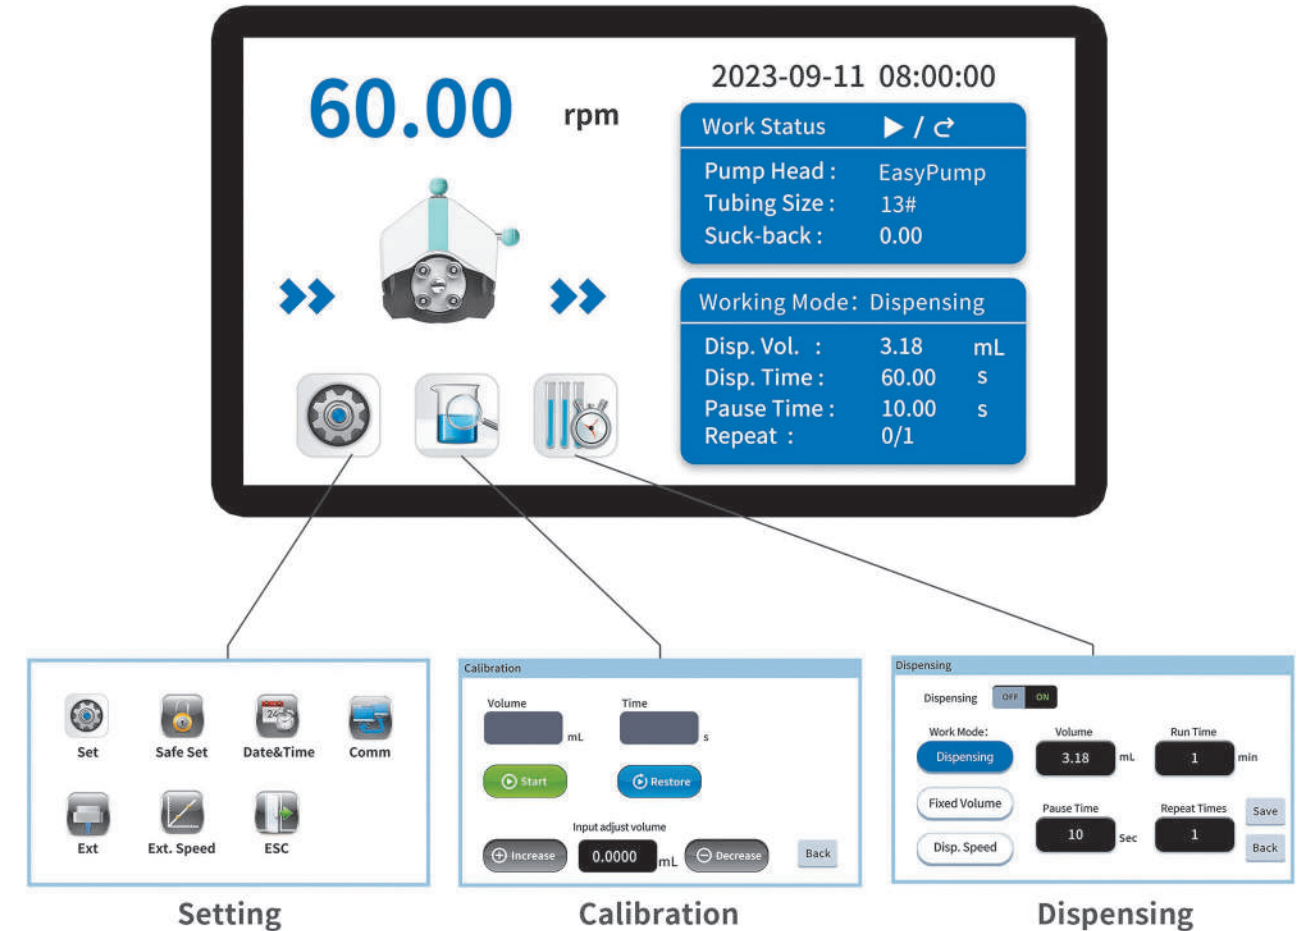 60.00 rpm
2023-09-11 08:00:00
Work Status /
Pump Head : EasyPump
Tubing Size : 13#
Suck-back : 0.00
Working Mode: Dispensing
Disp. Vol. : 3.18 mL
Disp. Time : 60.00 s
Pause Time : 10.00 s
Repeat : 0/1
Set Safe Set Date&Time Comm
24
Ext Ext. Speed ESC
Setting
Calibration
Volume Time
mL s
Start Restore
Input adjust volume
Increase 0.0000 mL Decrease Back
Calibration
Dispensing
Dispensing OFF ON
Work Mode: Volume Run Time
Dispensing 3.18 mL 1 min
Fixed Volume Pause Time Repeat Times Save
10 Sec 1
Disp. Speed Back
Dispensing